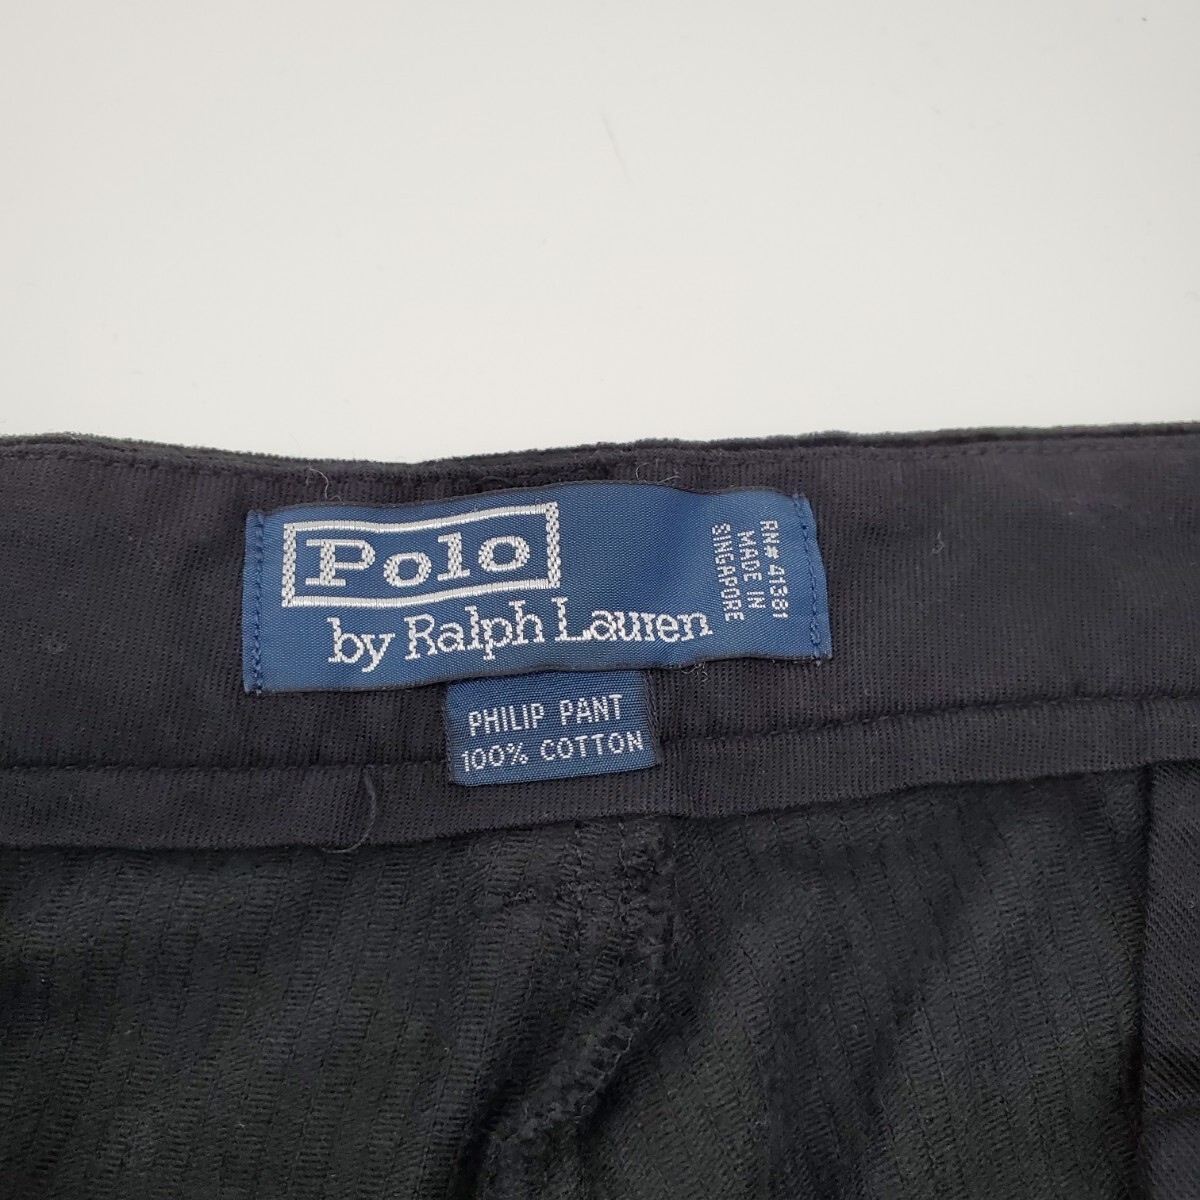 Polo
by Ralph Lauren
RN# 41381
MADE IN
SINGAPORE
PHILIP PANT
100% COTTON